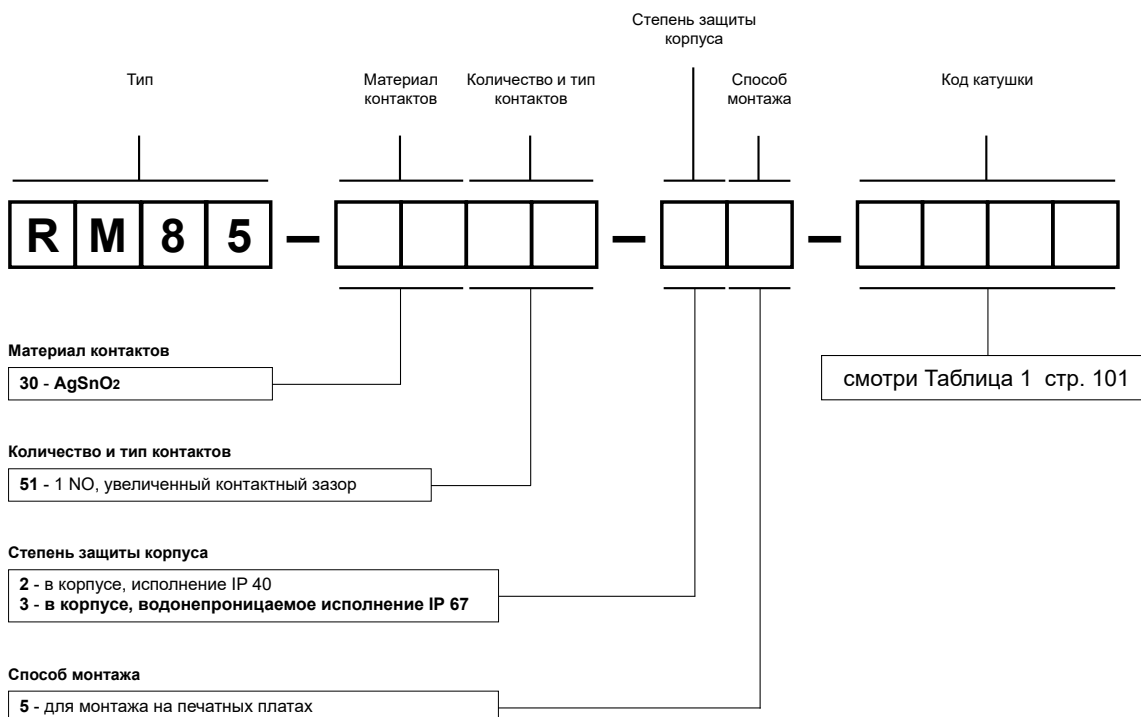 Степень защиты
корпуса
Тип
Материал
контактов
Количество и тип
контактов
Способ
монтажа
Код катушки
R M 8 5 – – –
Материал контактов
30 - AgSnO2
смотри Таблица 1 стр. 101
Количество и тип контактов
51 - 1 NO, увеличенный контактный зазор
Степень защиты корпуса
2 - в корпусе, исполнение IP 40
3 - в корпусе, водонепроницаемое исполнение IP 67
Способ монтажа
5 - для монтажа на печатных платах